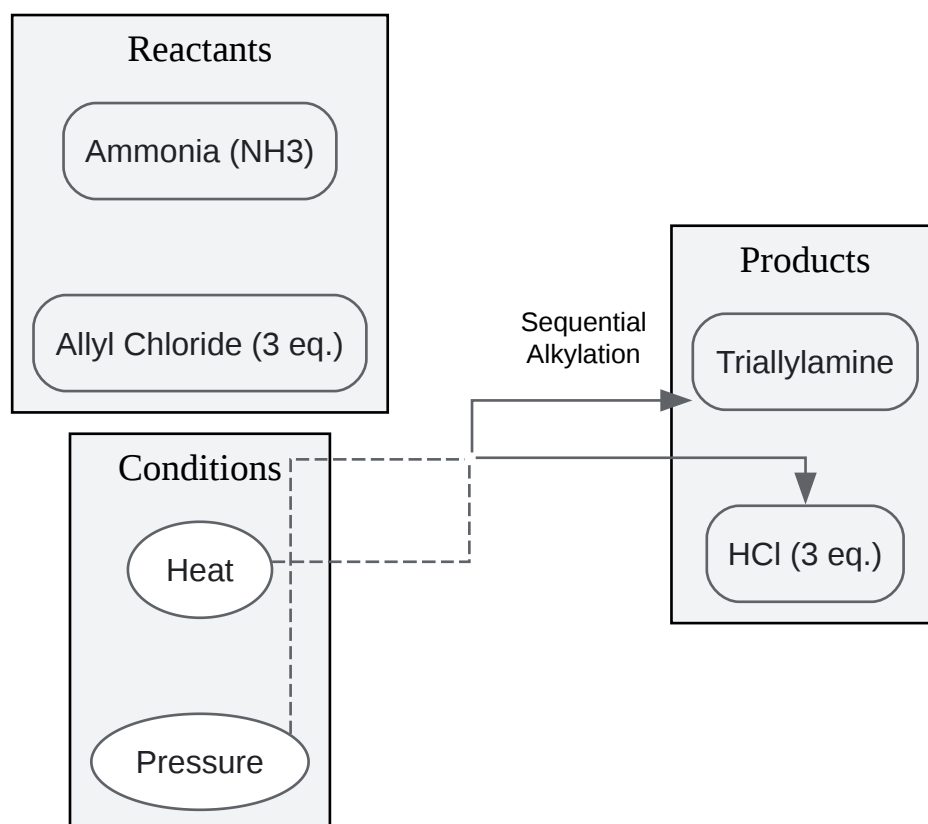 Reactants
Ammonia (NH3)
Allyl Chloride (3 eq.)
Conditions
Heat
Pressure
Sequential
Alkylation
Products
Triallylamine
HCl (3 eq.)